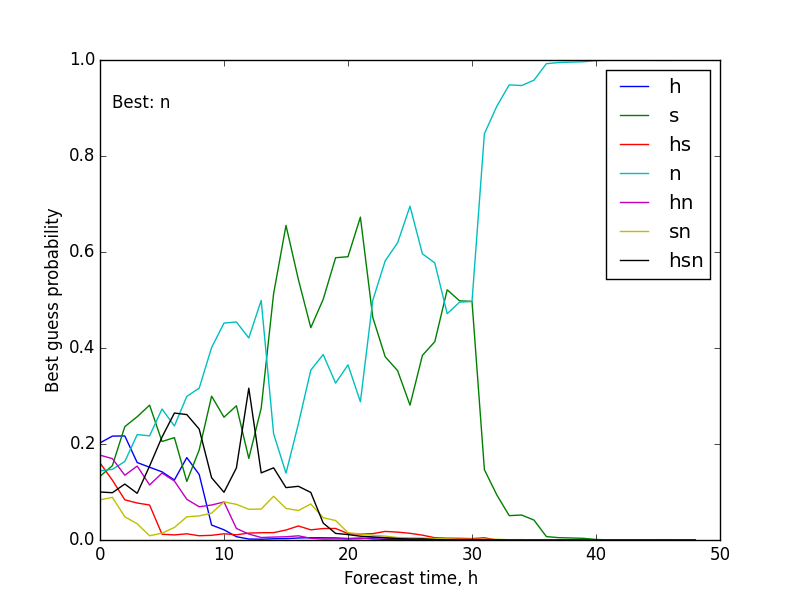 1.0
0.8
0.6
0.4
0.2
0.0
Best guess probability
Best: n
h
s
hs
n
hn
sn
hsn
0 10 20 30 40 50
Forecast time, h